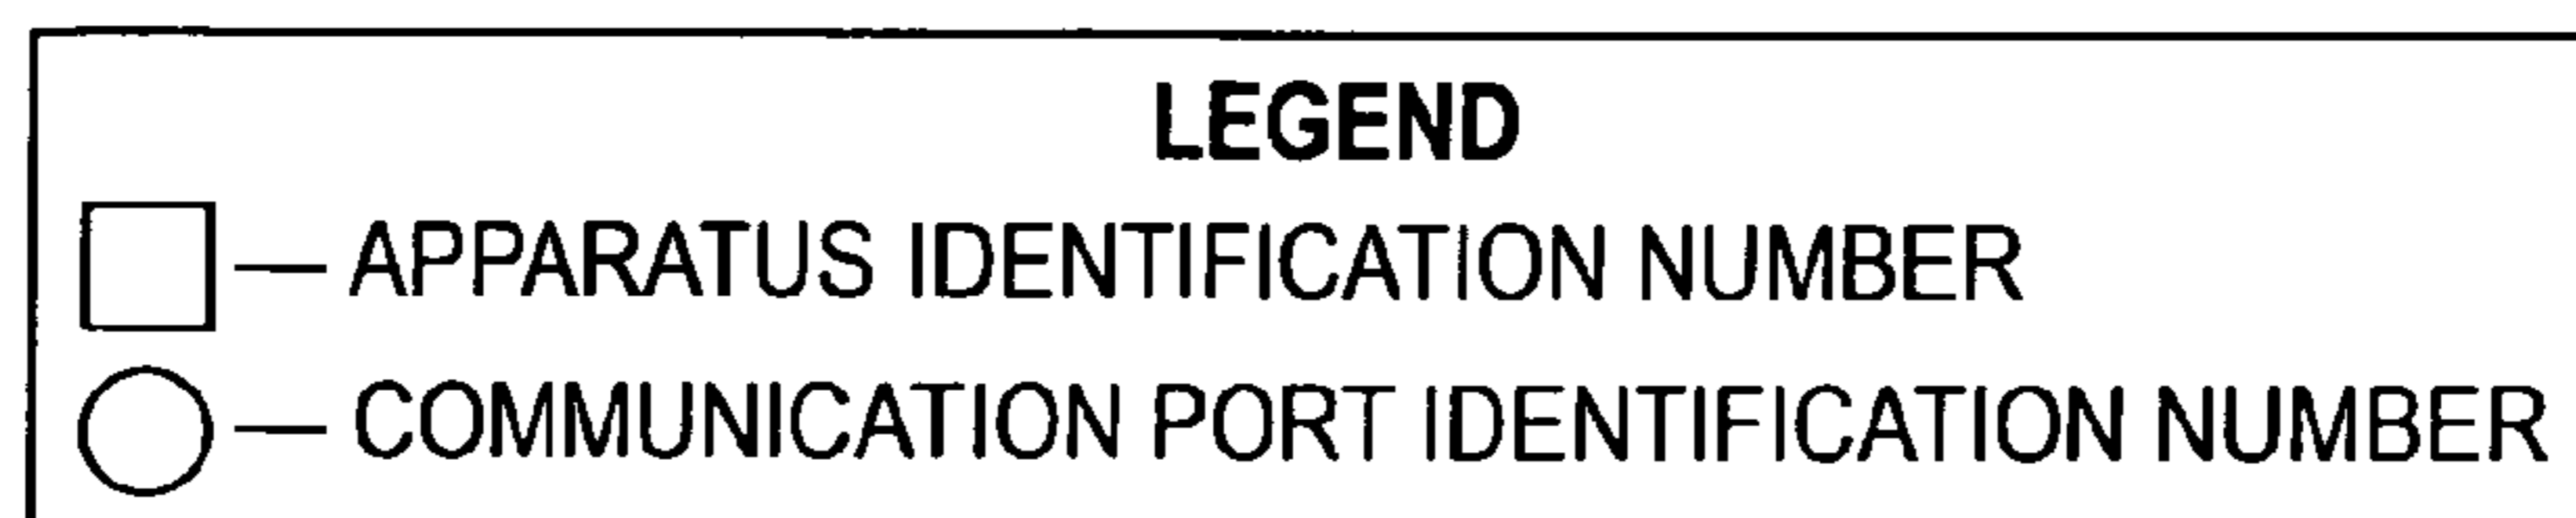 LEGEND
— APPARATUS IDENTIFICATION NUMBER
— COMMUNICATION PORT IDENTIFICATION NUMBER